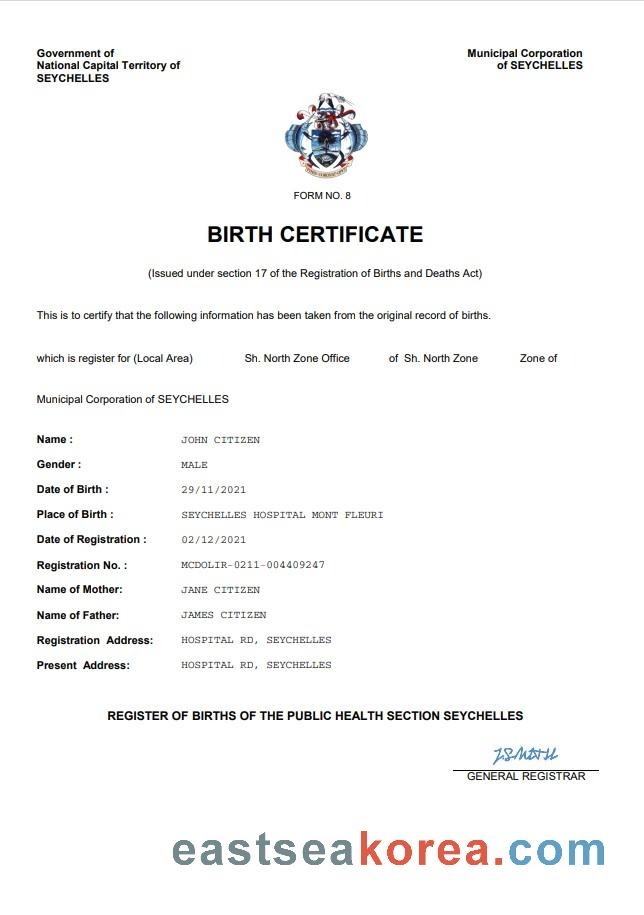 Government of
National Capital Territory of
SEYCHELLES
Municipal Corporation
of SEYCHELLES
FORM NO. 8
BIRTH CERTIFICATE
(Issued under section 17 of the Registration of Births and Deaths Act)
This is to certify that the following information has been taken from the original record of births.
which is register for (Local Area) Sh. North Zone Office of Sh. North Zone Zone of
Municipal Corporation of SEYCHELLES
Name : JOHN CITIZEN
Gender : MALE
Date of Birth : 29/11/2021
Place of Birth : SEYCHELLES HOSPITAL MONT FLEURI
Date of Registration : 02/12/2021
Registration No. : MCDOLIR-0211-004409247
Name of Mother: JANE CITIZEN
Name of Father: JAMES CITIZEN
Registration Address: HOSPITAL RD, SEYCHELLES
Present Address: HOSPITAL RD, SEYCHELLES
REGISTER OF BIRTHS OF THE PUBLIC HEALTH SECTION SEYCHELLES
GENERAL REGISTRAR
eastseakorea.com